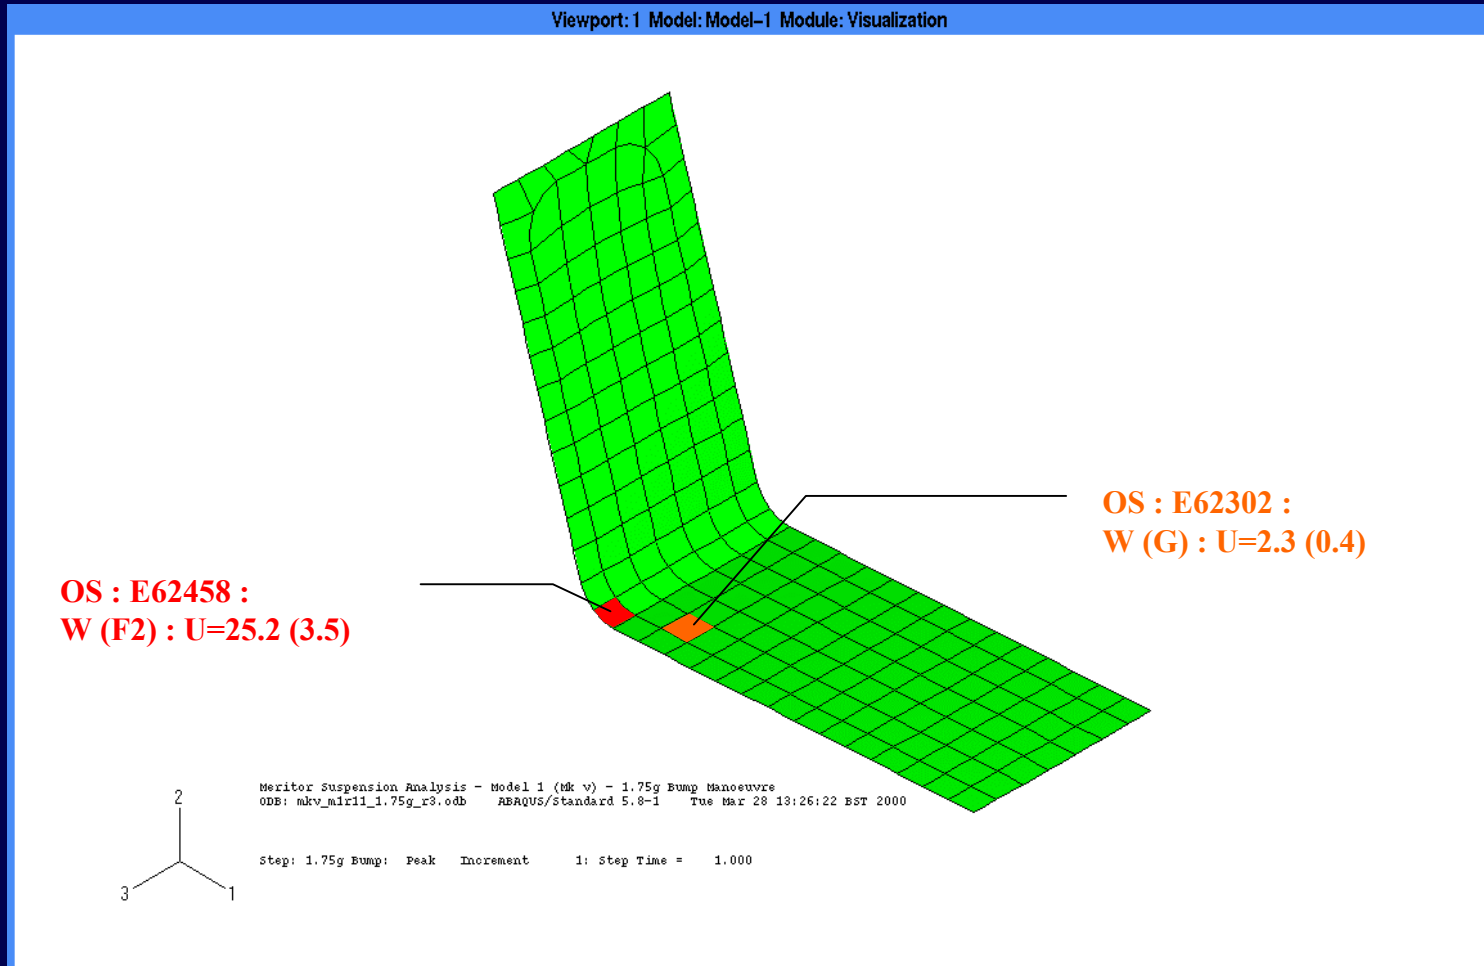 Viewport: 1 Model: Model-1 Module: Visualization
OS : E62302 :
W (G) : U=2.3 (0.4)
OS : E62458 :
W (F2) : U=25.2 (3.5)
Meritor Suspension Analysis - Model 1 (Mk v) - 1.75g Bump Manoeuvre
ODB: mkv_m1r11_1.75g_r3.odb ABAQUS/Standard 5.8-1 Tue Mar 28 13:26:22 BST 2000
Step: 1.75g Bump: Peak Increment 1: Step Time = 1.000
2
3
1